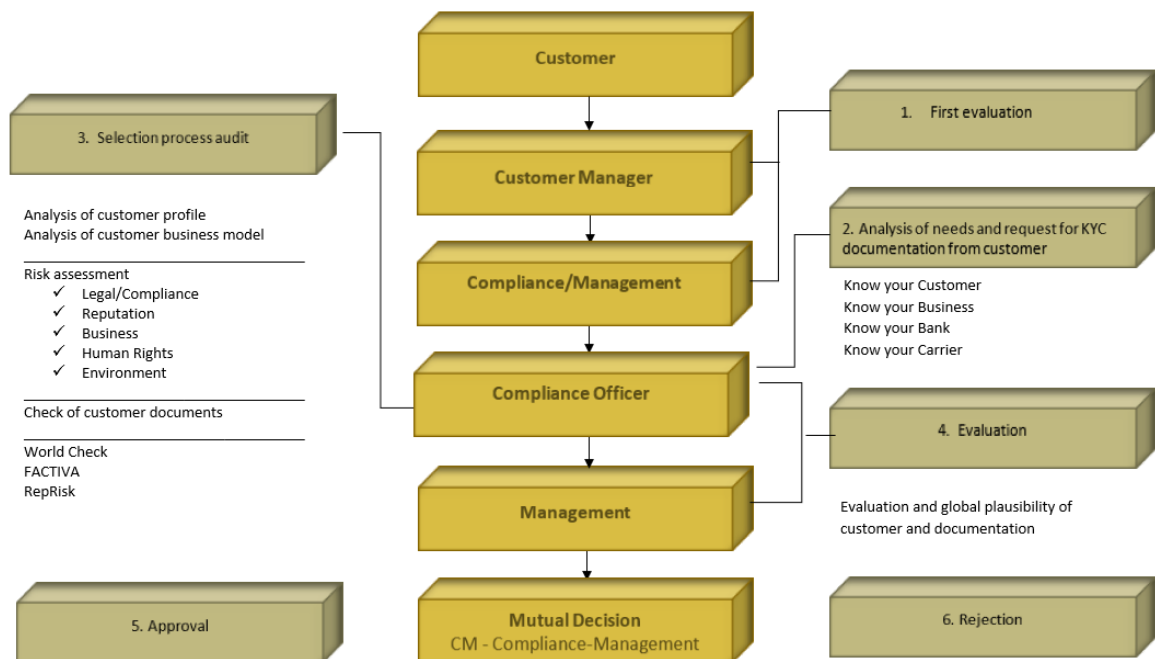 Customer
1. First evaluation
3. Selection process audit
Customer Manager
Analysis of customer profile
Analysis of customer business model
2. Analysis of needs and request for KYC
documentation from customer
Risk assessment
✓ Legal/Compliance
✓ Reputation
✓ Business
✓ Human Rights
✓ Environment
Compliance/Management
Know your Customer
Know your Business
Know your Bank
Know your Carrier
Compliance Officer
Check of customer documents
World Check
FACTIVA
RepRisk
4. Evaluation
Management
Evaluation and global plausibility of
customer and documentation
5. Approval
Mutual Decision
CM - Compliance-Management
6. Rejection